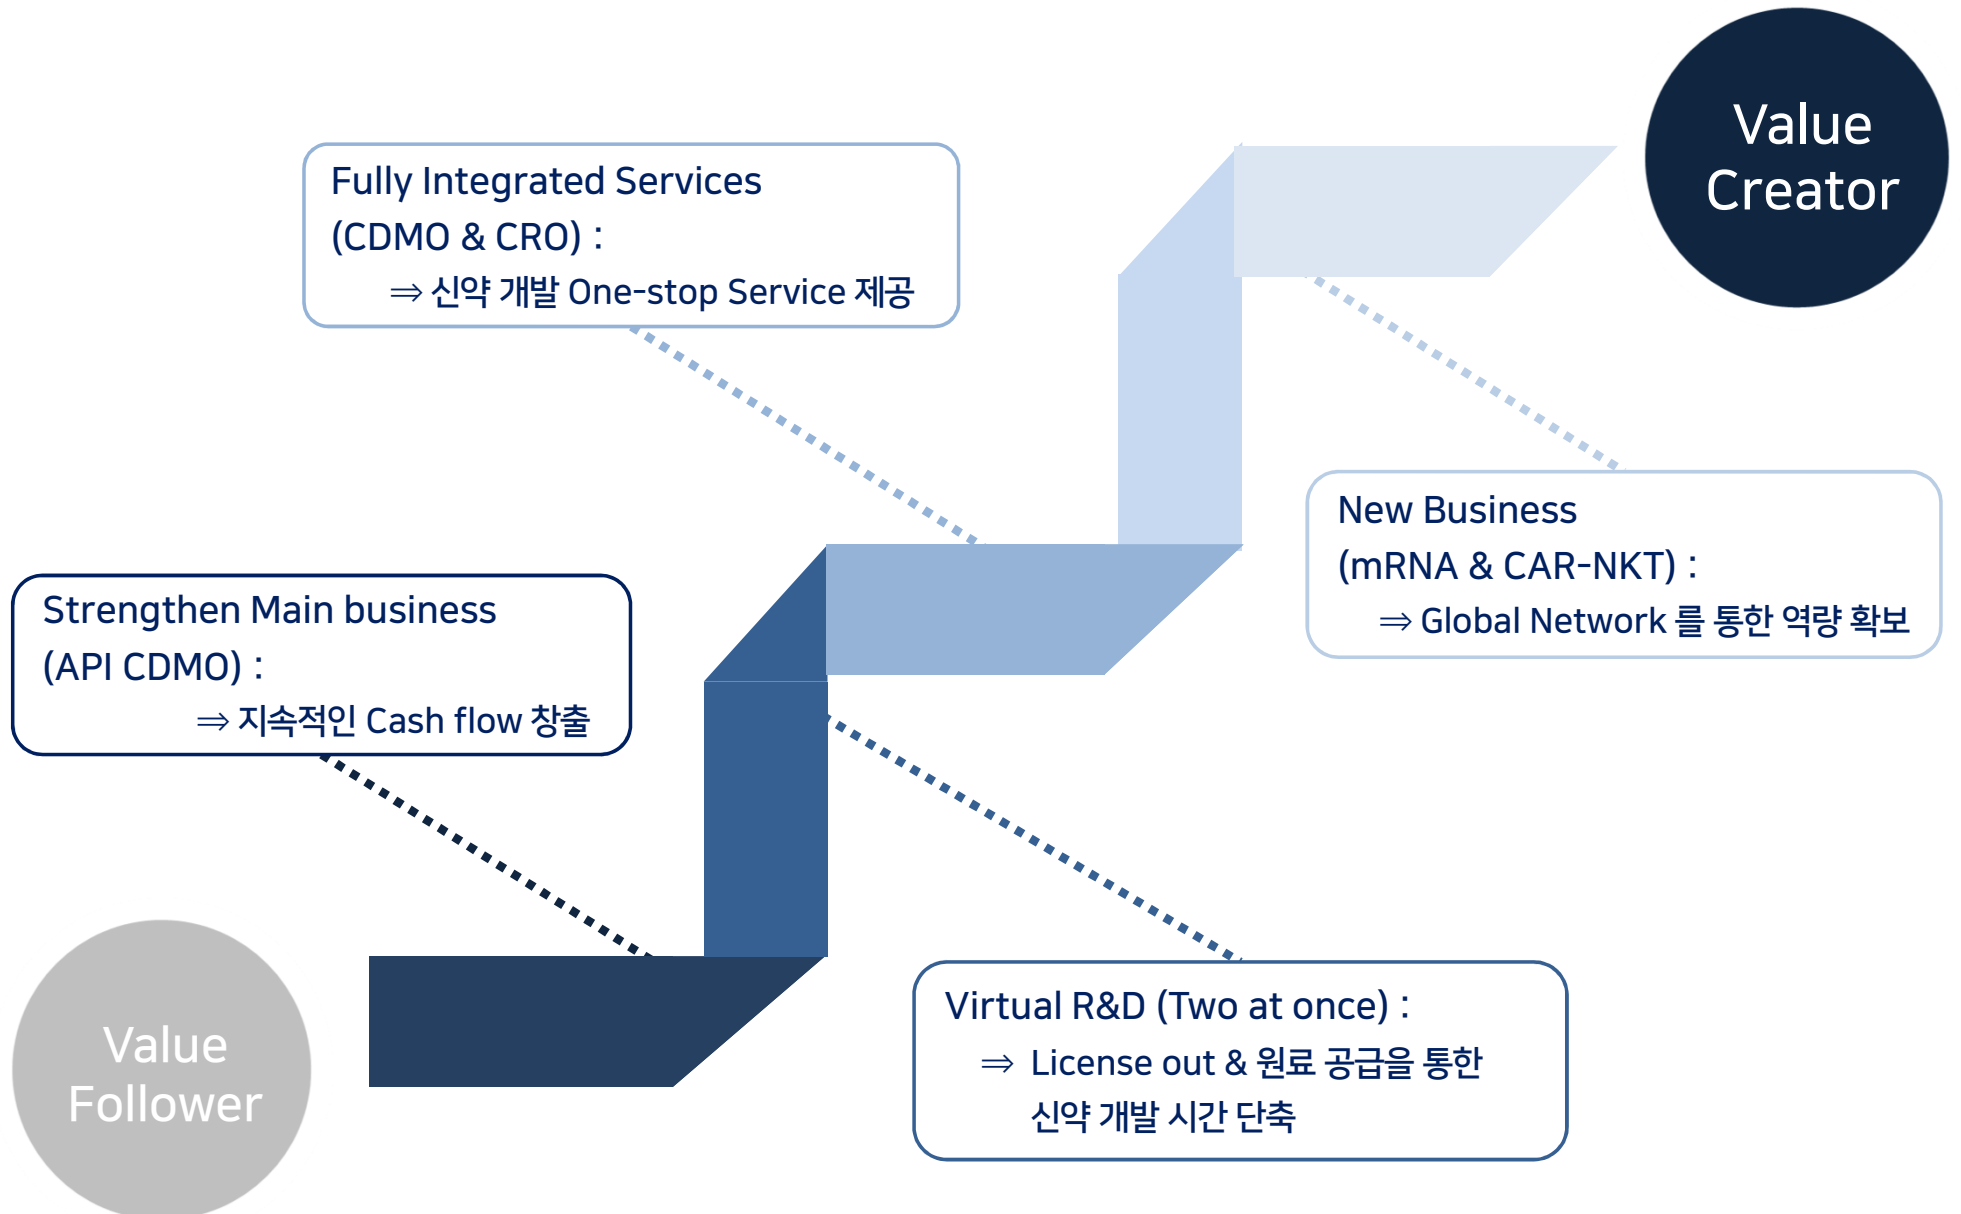 Value
Creator
Fully Integrated Services
(CDMO & CRO) :
⇒ 신약 개발 One-stop Service 제공
New Business
(mRNA & CAR-NKT) :
⇒ Global Network 를 통한 역량 확보
Strengthen Main business
(API CDMO) :
⇒ 지속적인 Cash flow 창출
Virtual R&D (Two at once) :
⇒ License out & 원료 공급을 통한
신약 개발 시간 단축
Value
Follower